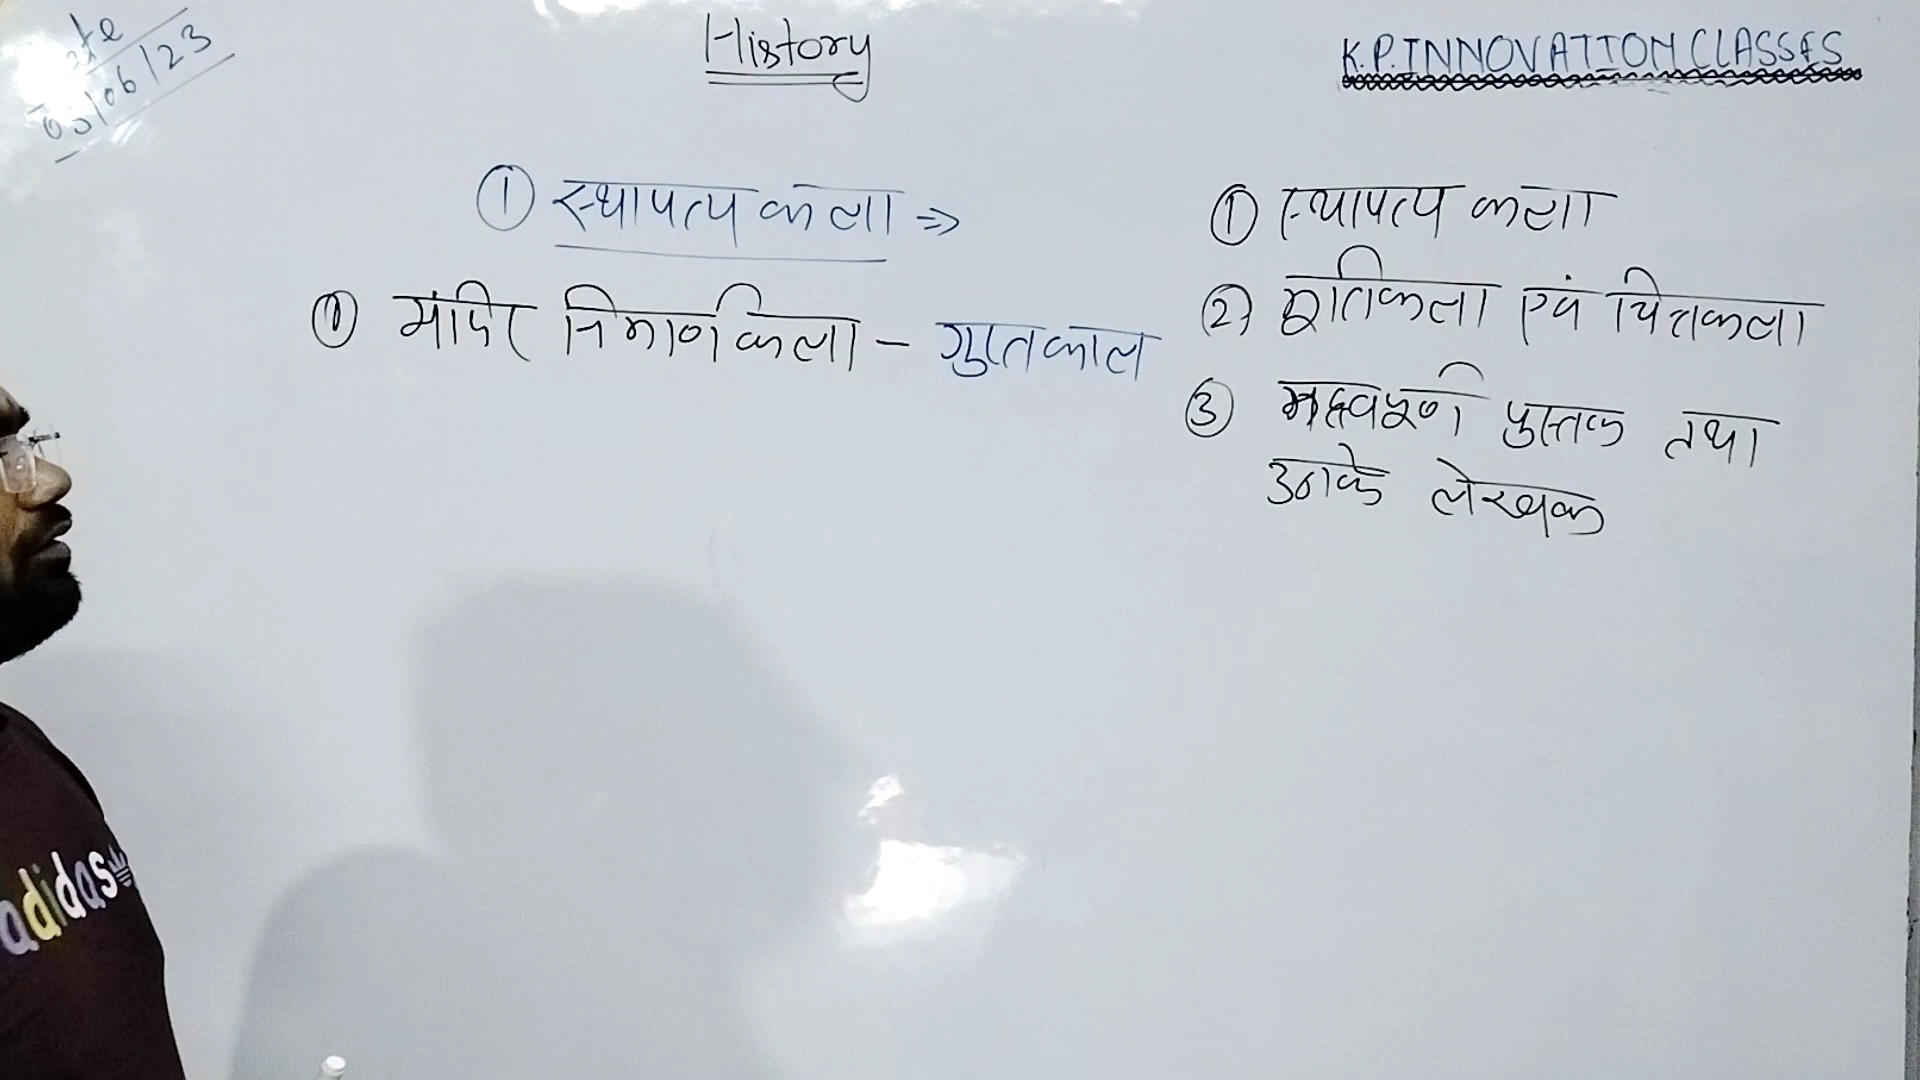 Date
History
K.P. INNOVATION CLASSES
03/06/23
① स्थापत्य कला ⇒
① मंदिर निर्माण कला - गुप्तकाल
① स्थापत्य कला
② मूर्तिकला एवं चित्रकला
③ महत्वपूर्ण पुस्तक तथा
उनके लेखक
adidas